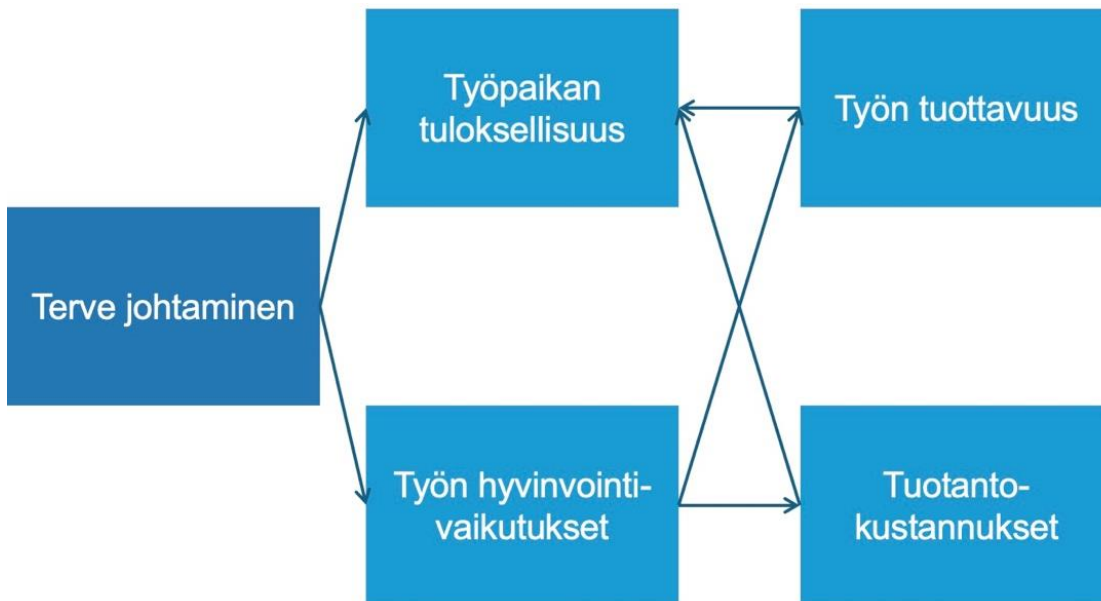 Työpaikan
tuloksellisuus
Työn tuottavuus
Terve johtaminen
Työn hyvinvointi-
vaikutukset
Tuotanto-
kustannukset